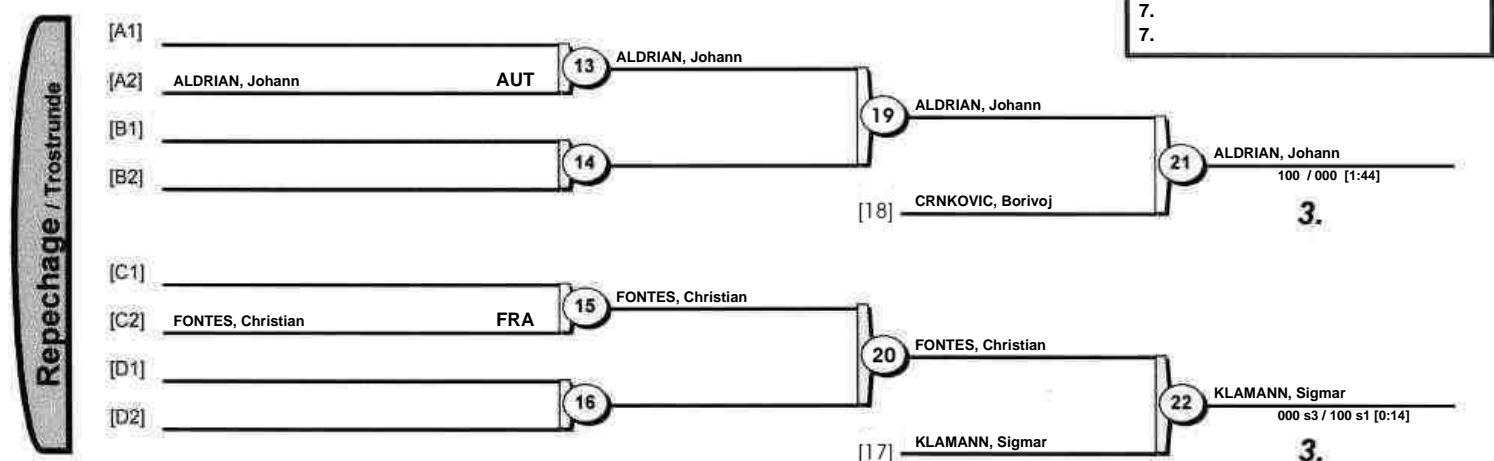 7.
7.
Repechage / Trostrunde
[A1]
[A2] ALDRIAN, Johann AUT
13 ALDRIAN, Johann
[B1]
[B2]
14
19 ALDRIAN, Johann
[18] CRNKOVIC, Borivoj
21 ALDRIAN, Johann
100 / 000 [1:44]
3.
[C1]
[C2] FONTES, Christian FRA
15 FONTES, Christian
[D1]
[D2]
16
20 FONTES, Christian
[17] KLAMANN, Sigmar
22 KLAMANN, Sigmar
000 s3 / 100 s1 [0:14]
3.